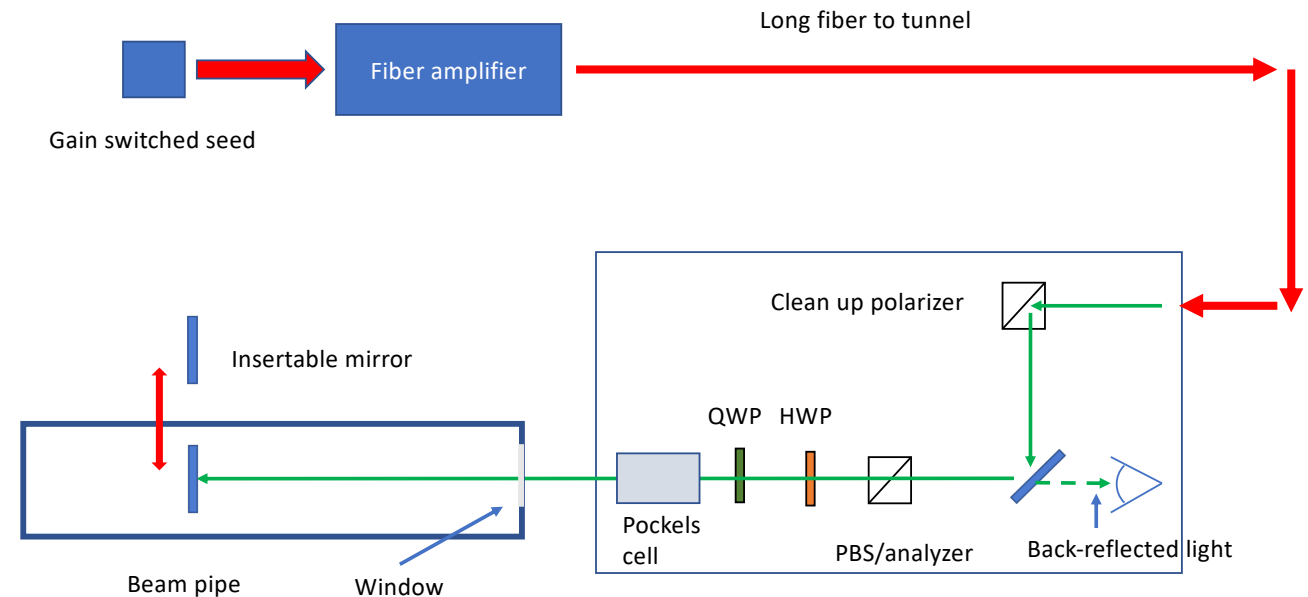 Long fiber to tunnel
Fiber amplifier
Gain switched seed
Clean up polarizer
Insertable mirror
QWP
HWP
Pockels
cell
PBS/analyzer
Back-reflected light
Beam pipe
Window